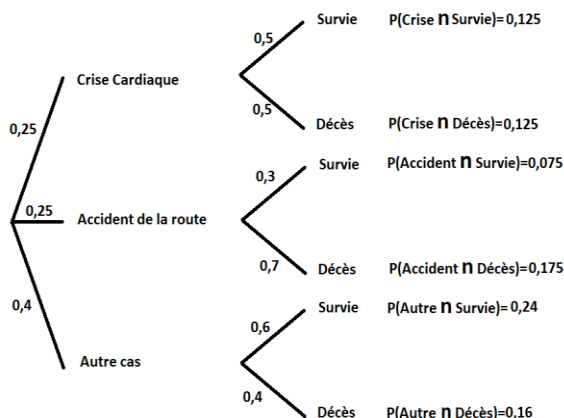 Survie P(Crise n Survie)= 0,125
0,5
Crise Cardiaque
0,5
Décès P(Crise n Décès)=0,125
0,25
Survie P(Accident n Survie)=0,075
0,3
0,25
Accident de la route
0,7
Décès P(Accident n Décès)=0,175
0,4
Survie P(Autre n Survie)= 0,24
0,6
Autre cas
0,4
Décès P(Autre n Décès)=0.16